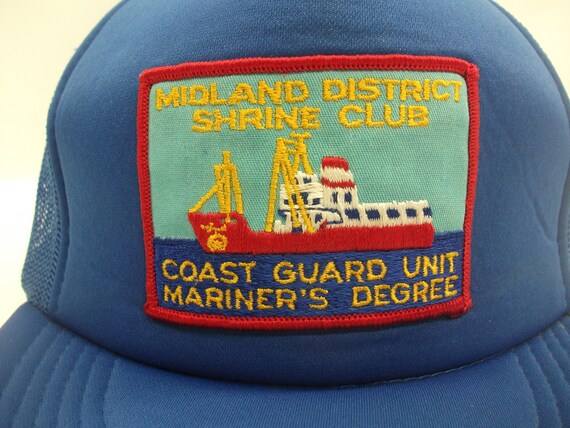 MIDLAND DISTRICT
SHRINE CLUB
COAST GUARD UNIT
MARINER'S DEGREE